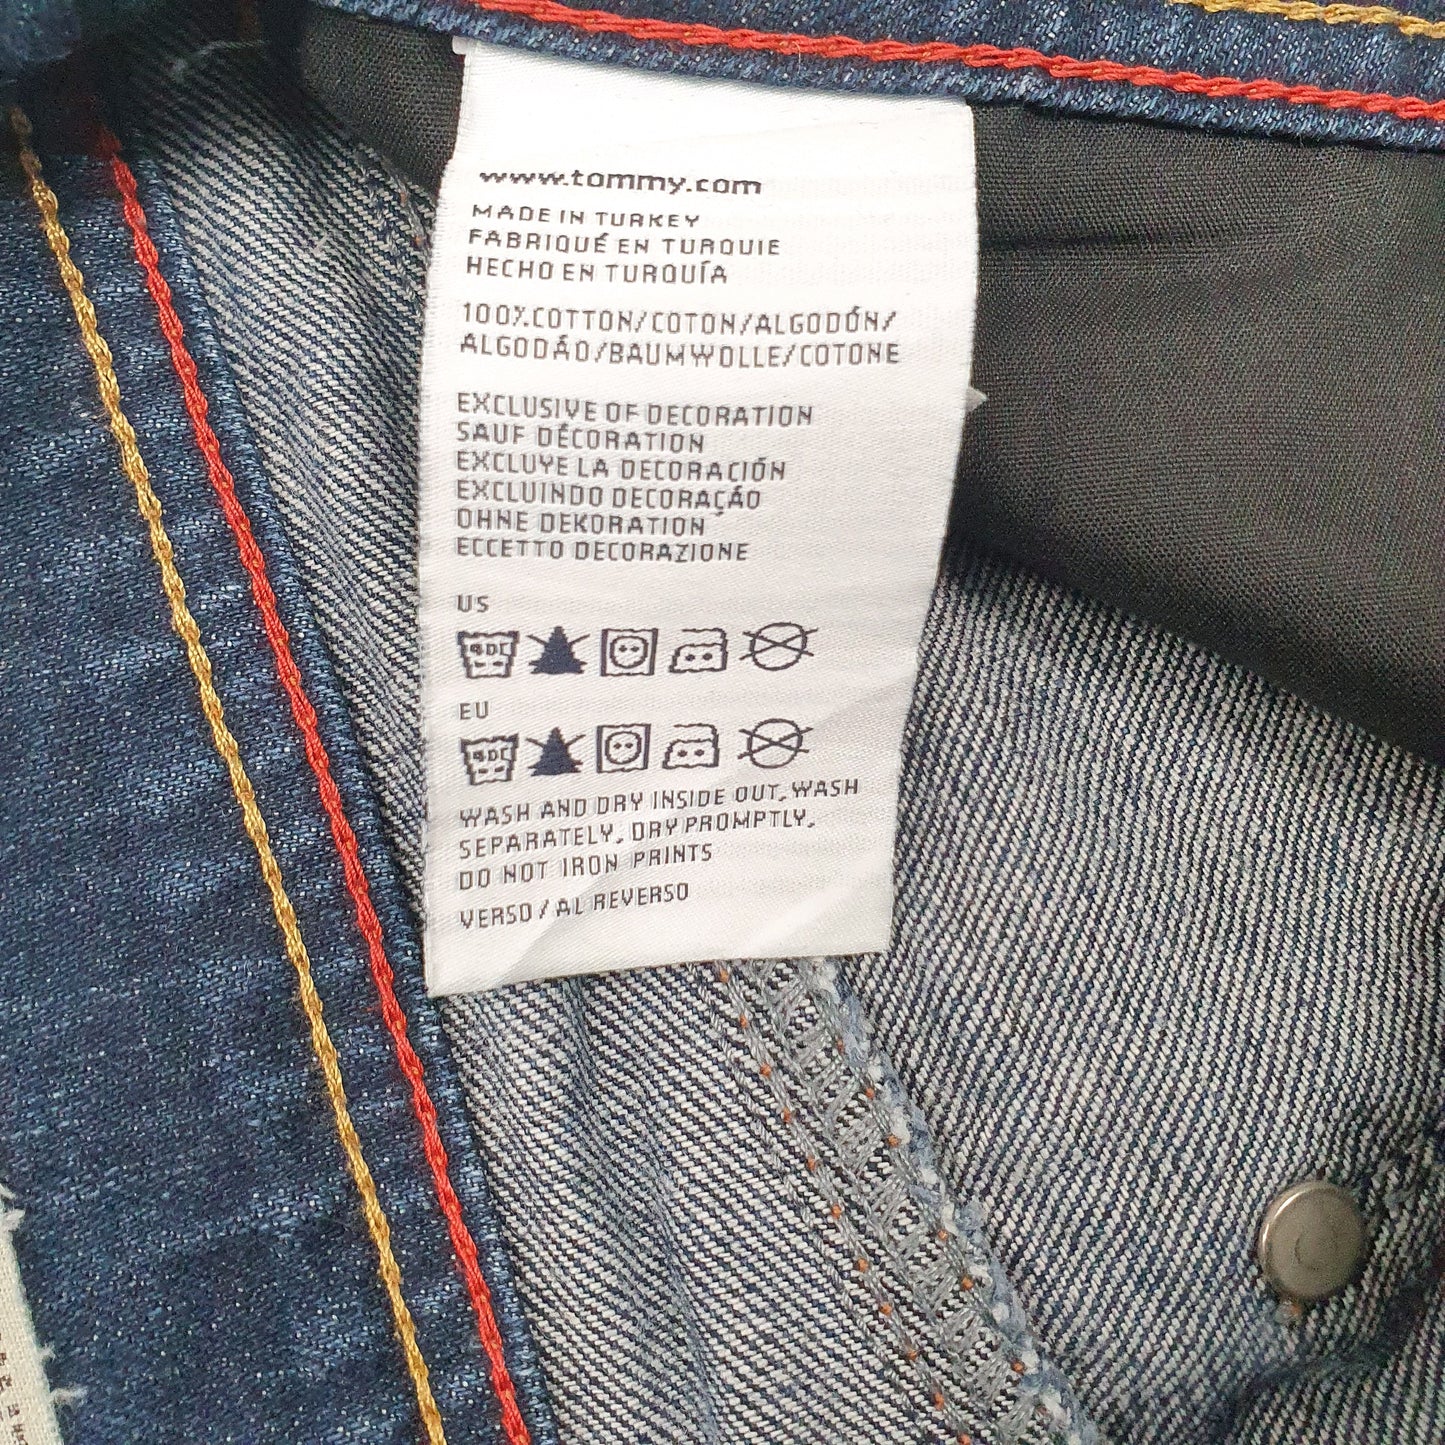 www.tommy.com
MADE IN TURKEY
FABRIQUÉ EN TURQUIE
HECHO EN TURQUÍA
100%COTTON/COTON/ALGODÓN/
ALGODÃO/BAUMWOLLE/COTONE
EXCLUSIVE OF DECORATION
SAUF DÉCORATION
EXCLUYE LA DECORACIÓN
EXCLUINDO DECORAÇÃO
OHNE DEKORATION
ECCETTO DECORAZIONE
US
EU
WASH AND DRY INSIDE OUT, WASH
SEPARATELY, DRY PROMPTLY,
DO NOT IRON PRINTS
VERSO / AL REVERSO